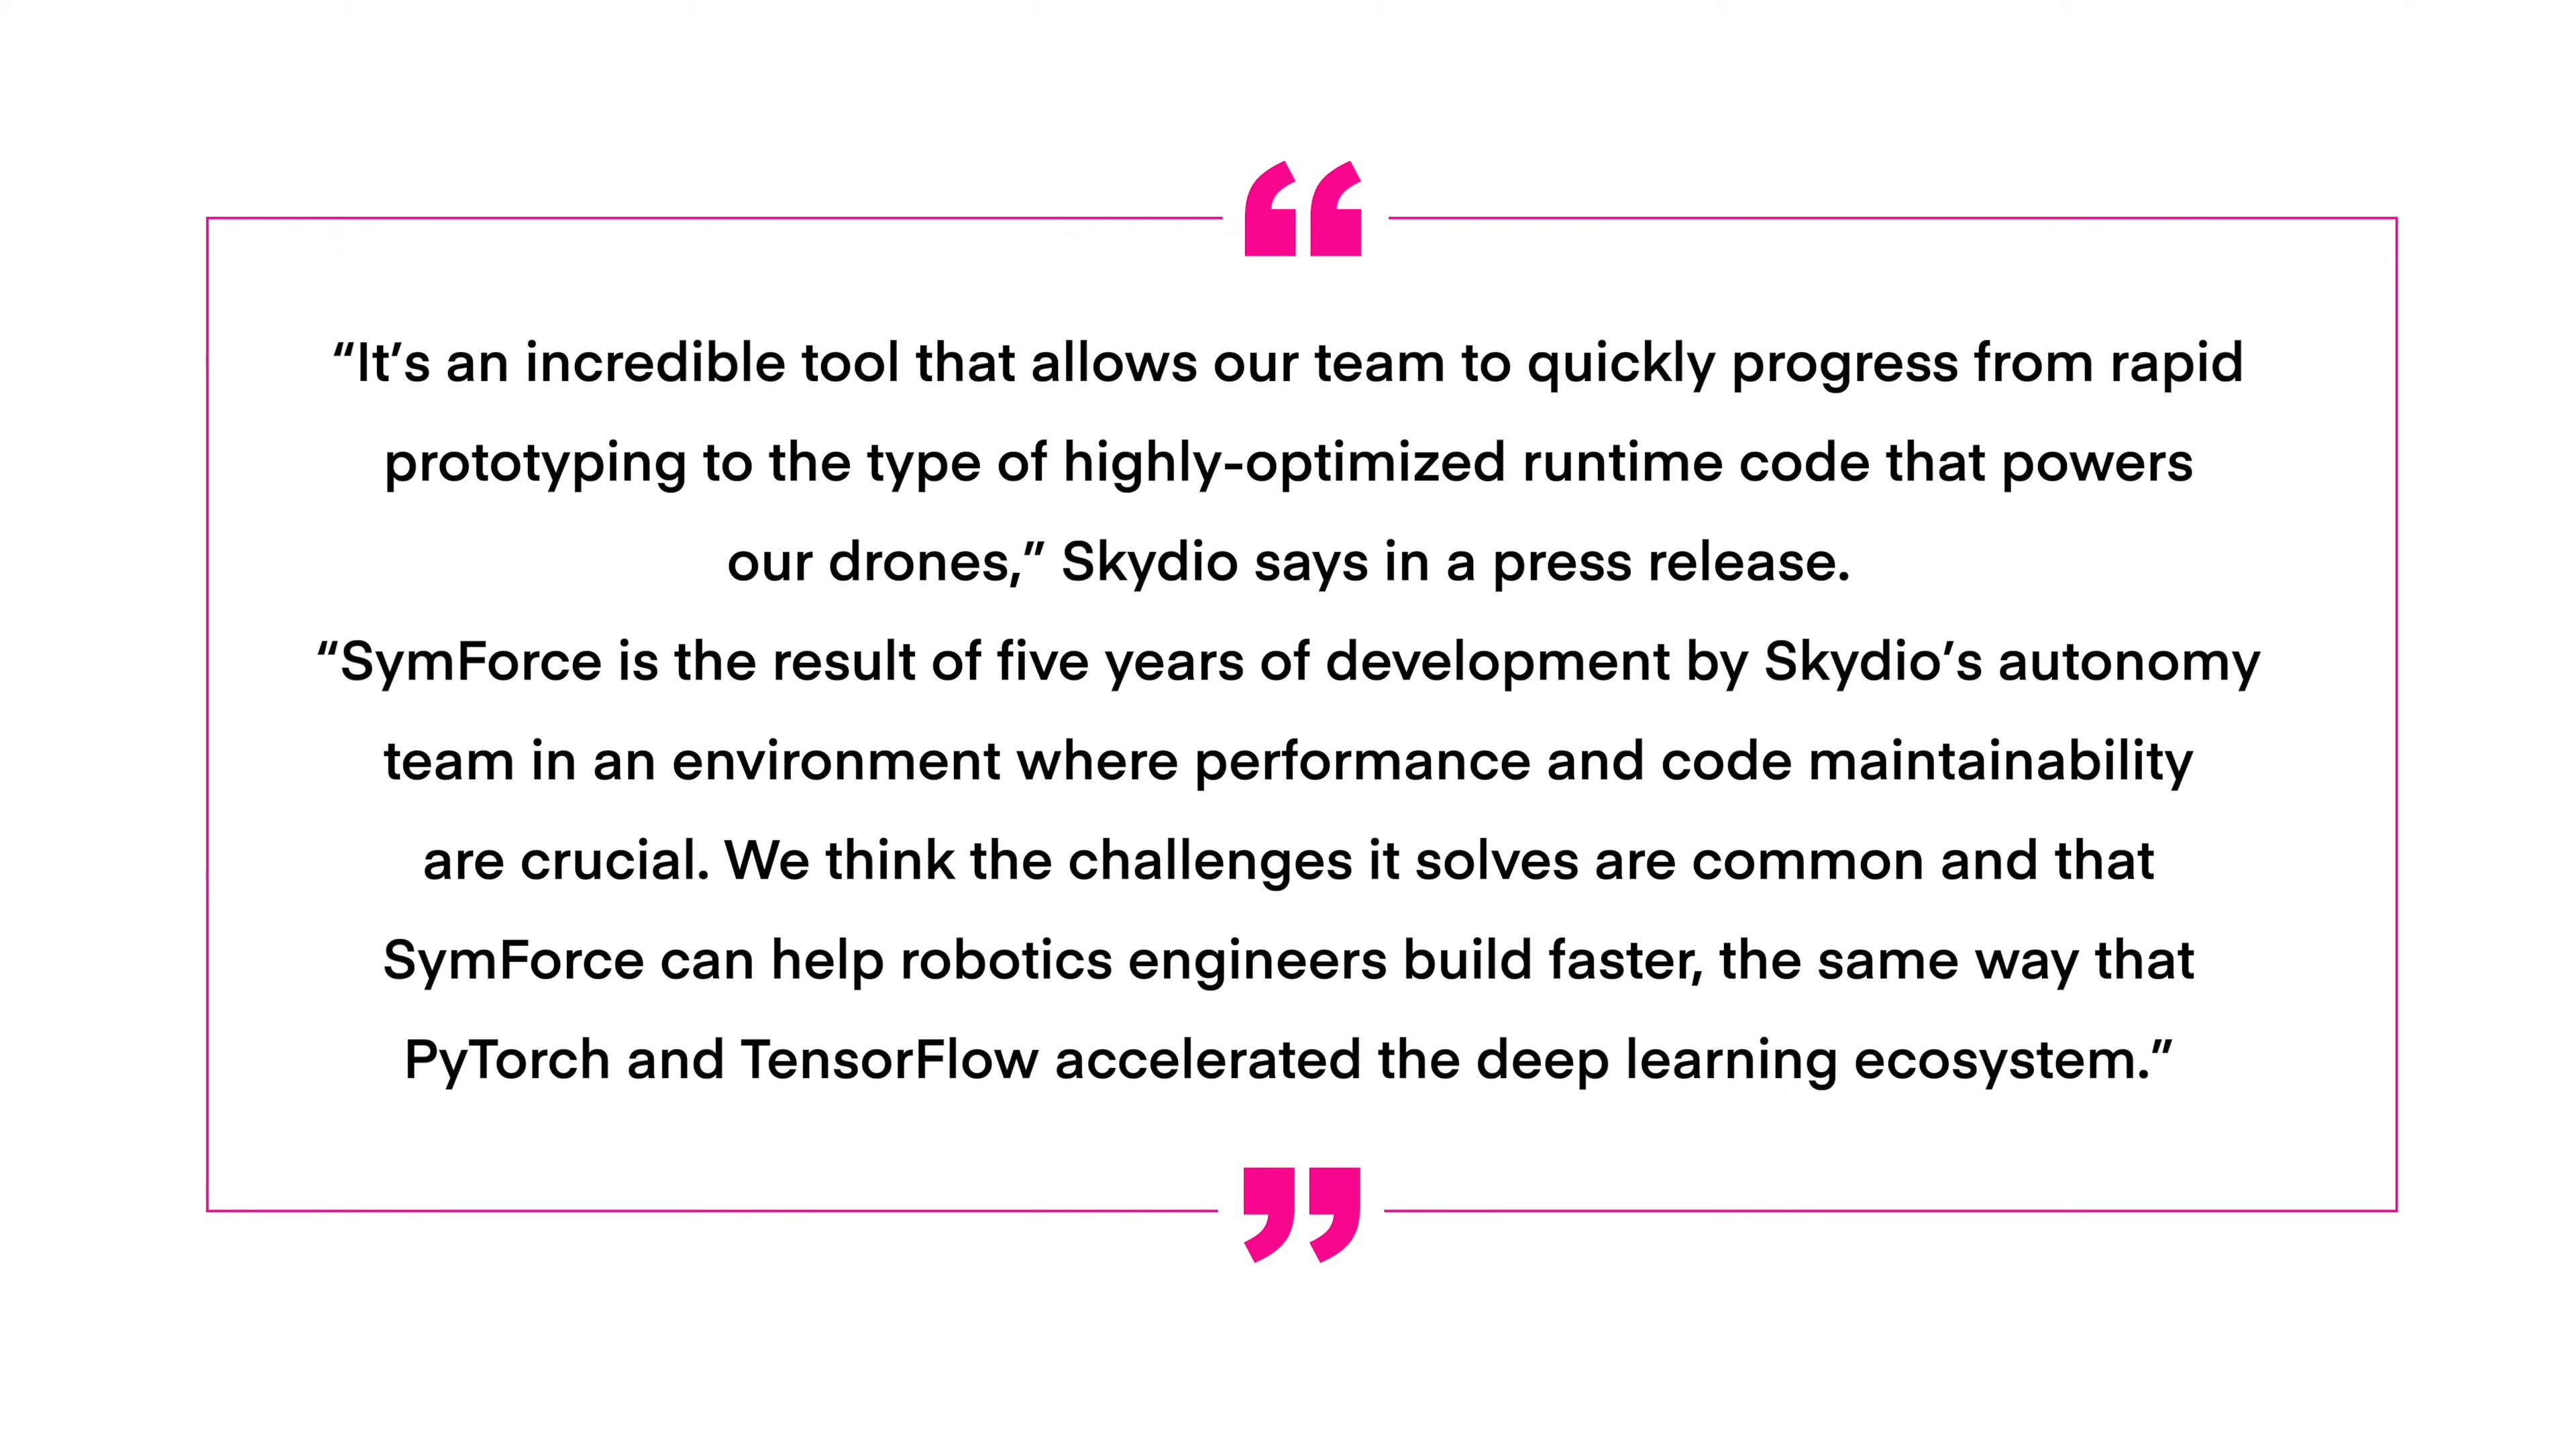 “It’s an incredible tool that allows our team to quickly progress from rapid
prototyping to the type of highly-optimized runtime code that powers
our drones,” Skydio says in a press release.
“SymForce is the result of five years of development by Skydio’s autonomy
team in an environment where performance and code maintainability
are crucial. We think the challenges it solves are common and that
SymForce can help robotics engineers build faster, the same way that
PyTorch and TensorFlow accelerated the deep learning ecosystem.”